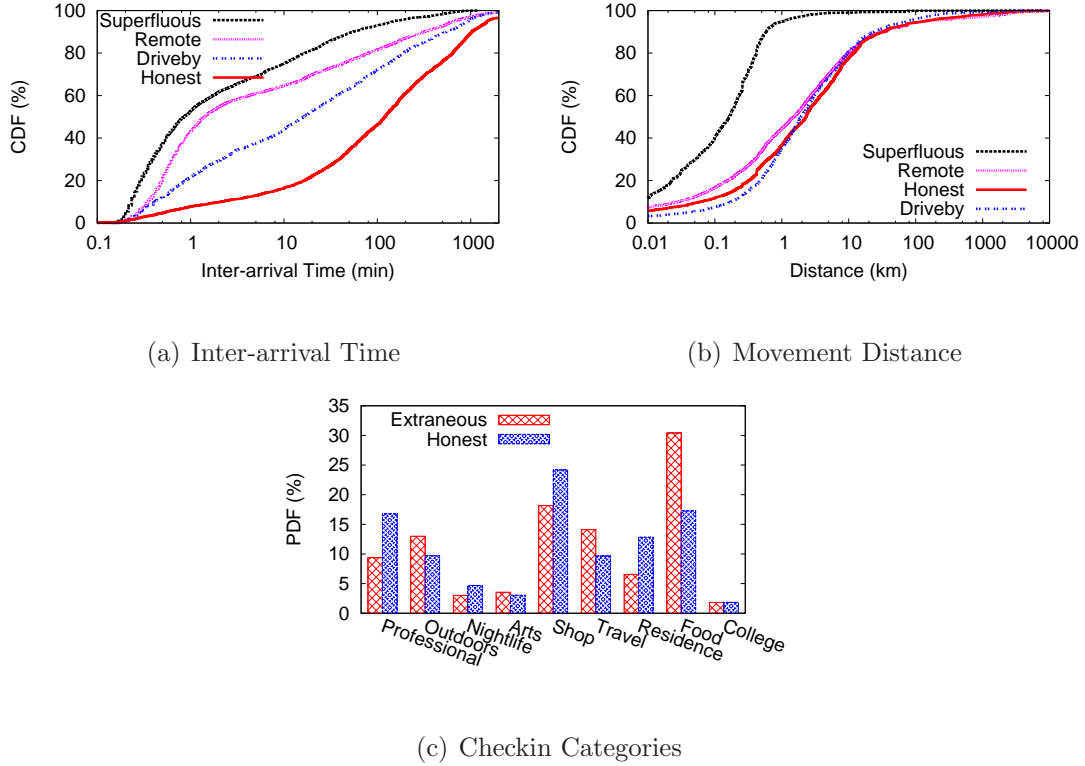 100
80
60
40
20
0
CDF (%)
Superfluous
Remote
Driveby
Honest
0.1 1 10 100 1000
Inter-arrival Time (min)
(a) Inter-arrival Time
100
80
60
40
20
0
CDF (%)
Superfluous
Remote
Honest
Driveby
0.01 0.1 1 10 100 1000 10000
Distance (km)
(b) Movement Distance
35
30
25
20
15
10
5
0
PDF (%)
Extraneous
Honest
Professional
Outdoors
Nightlife
Arts
Shop
Travel
Residence
Food
College
(c) Checkin Categories